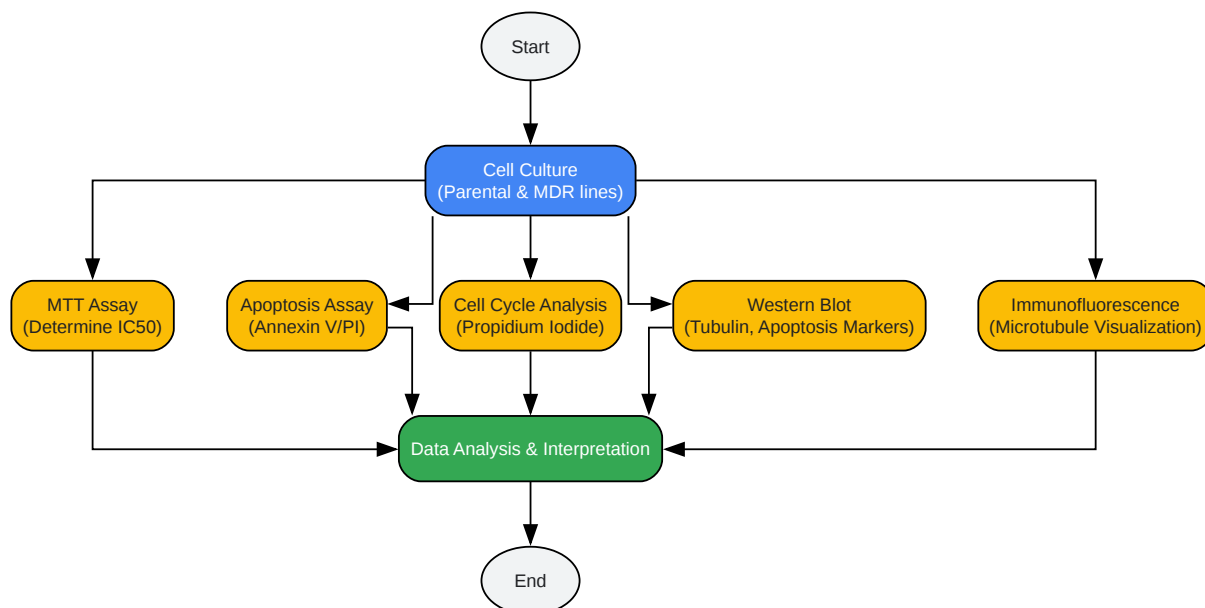 Start
Cell Culture
(Parental & MDR lines)
MTT Assay
(Determine IC50)
Apoptosis Assay
(Annexin V/PI)
Cell Cycle Analysis
(Propidium Iodide)
Western Blot
(Tubulin, Apoptosis Markers)
Immunofluorescence
(Microtubule Visualization)
Data Analysis & Interpretation
End